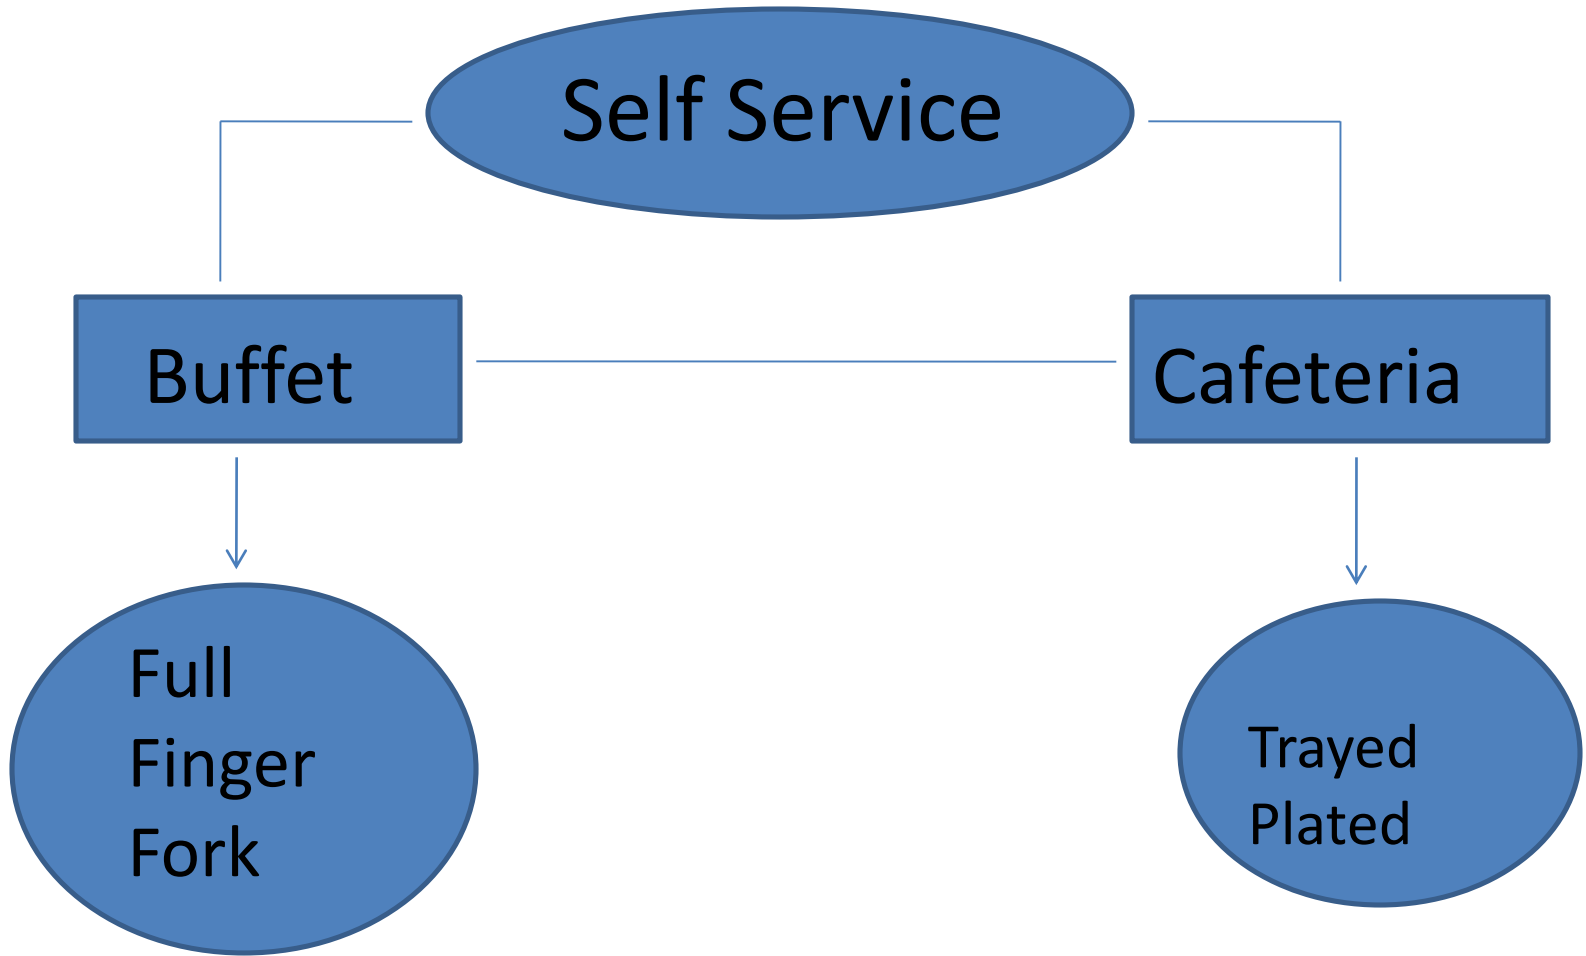 Self Service
Buffet
Cafeteria
Full
Finger
Fork
Trayed
Plated